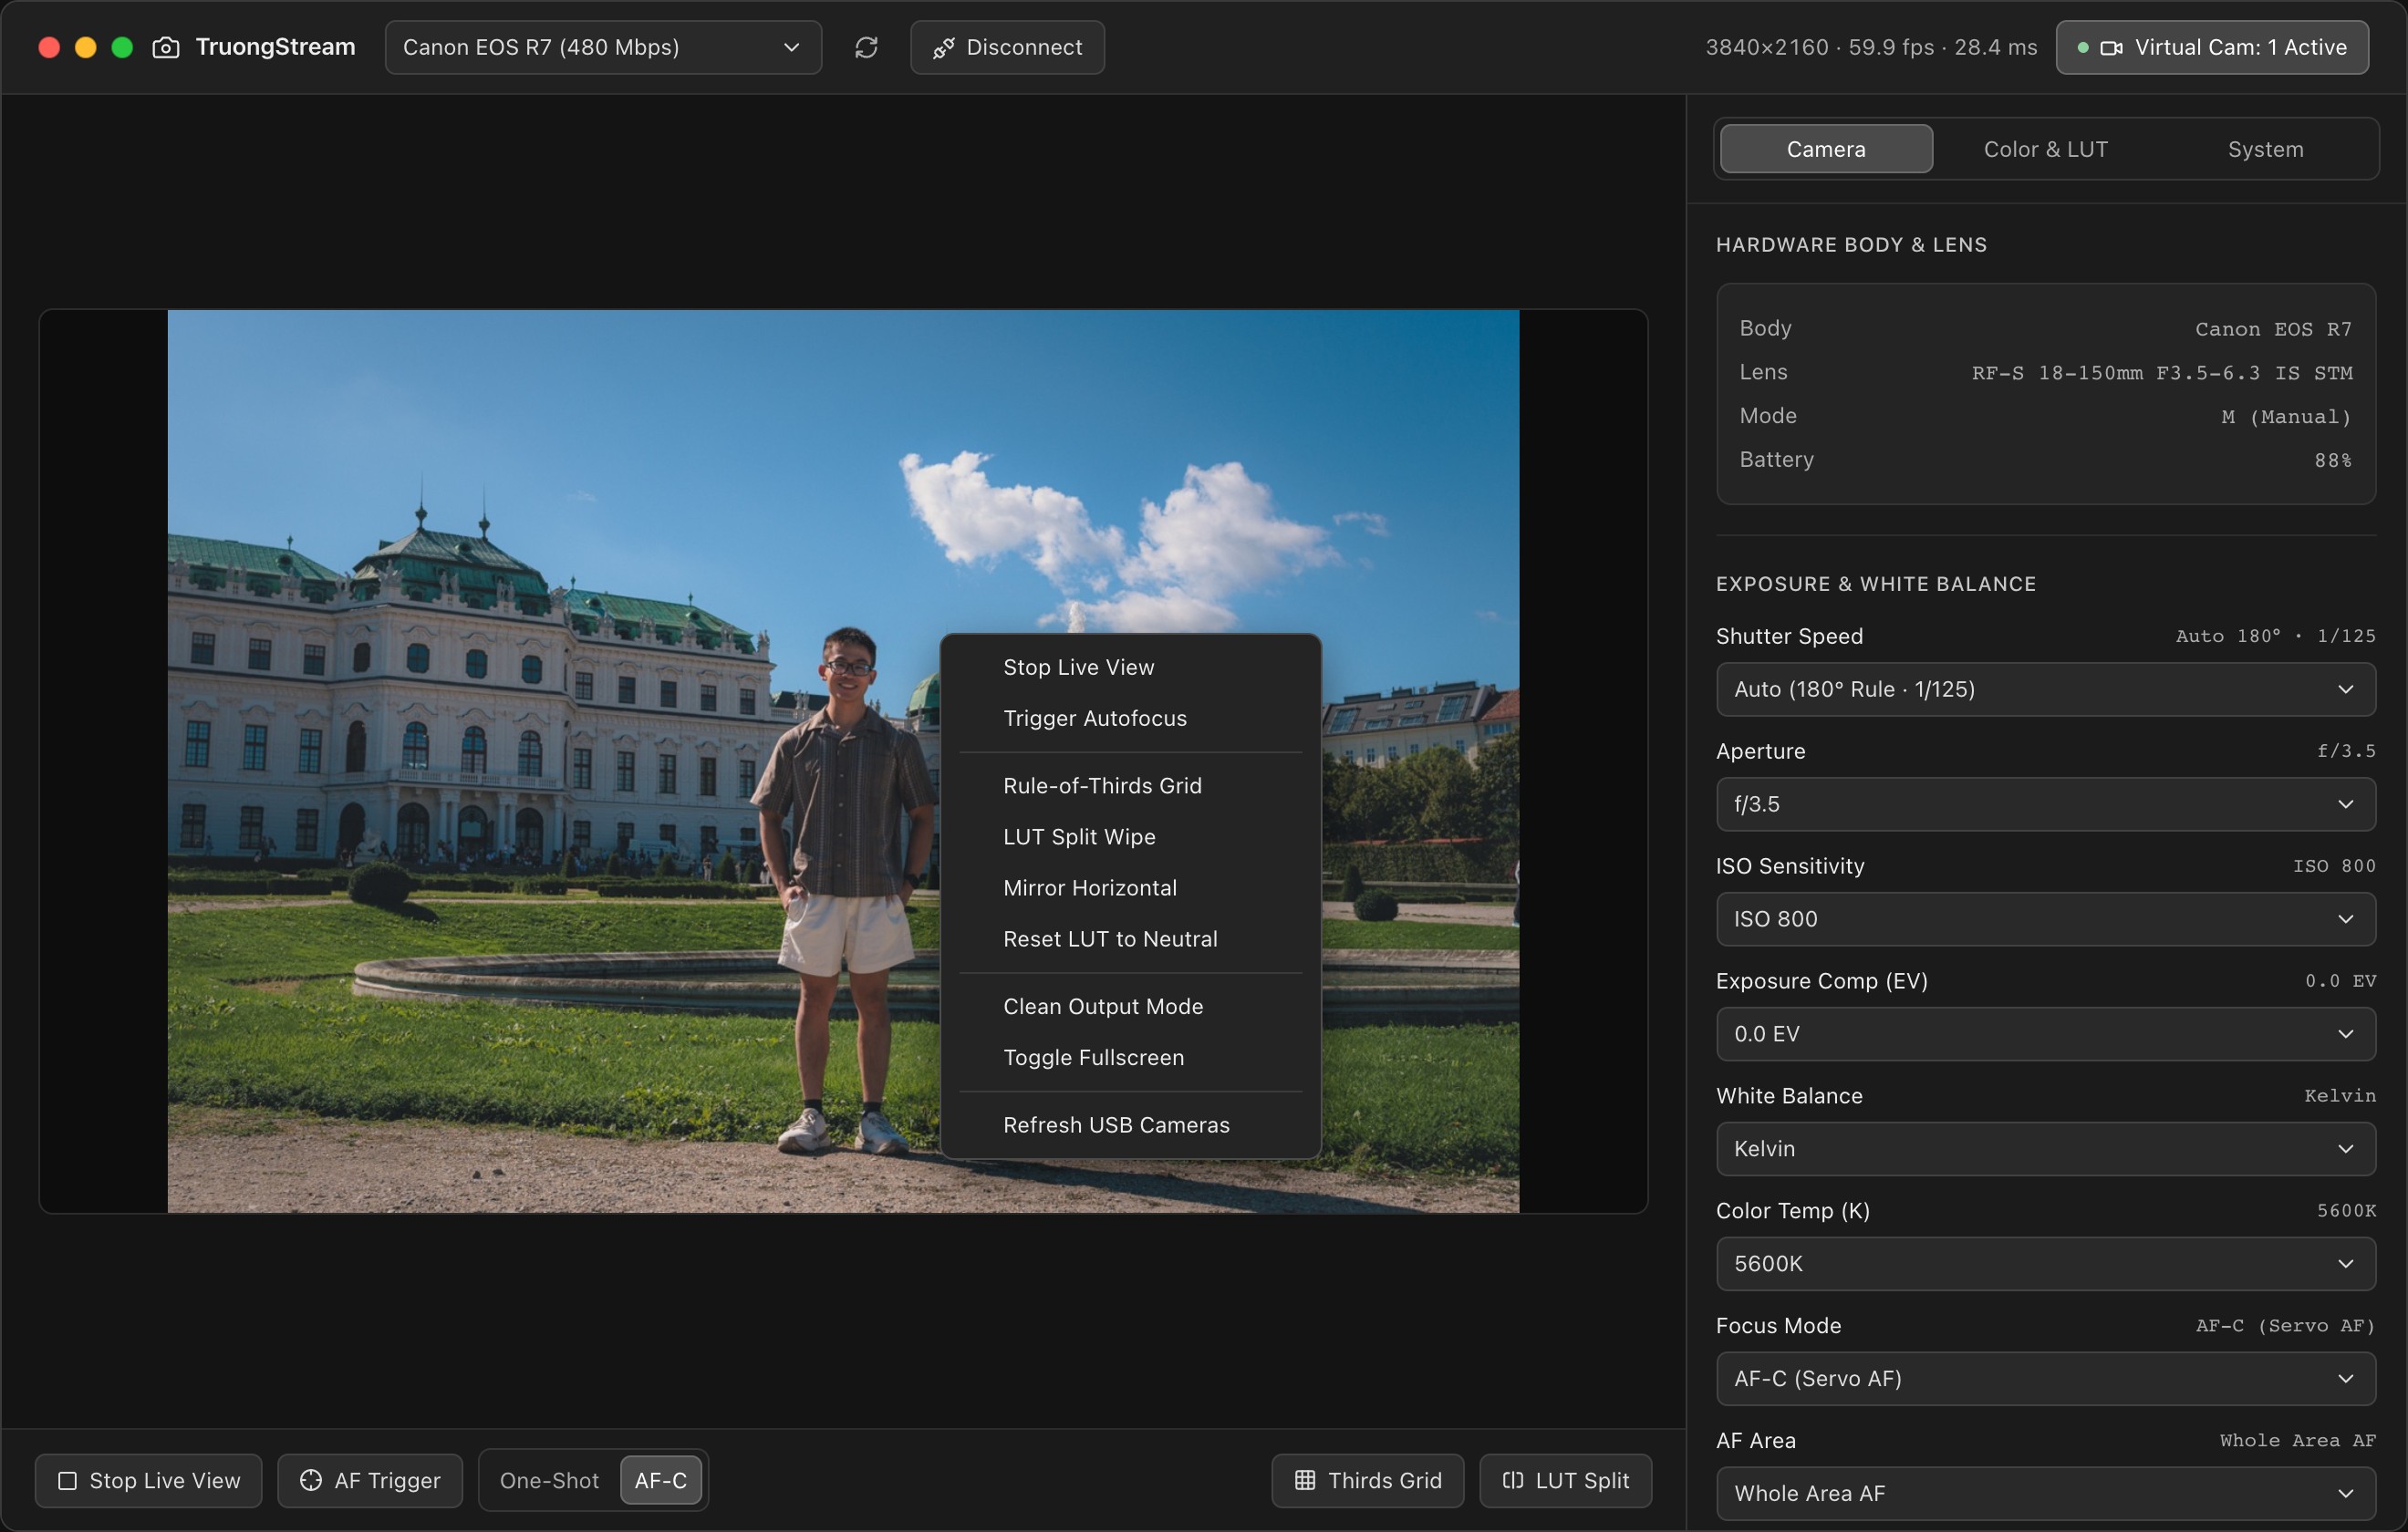 TruongStream
Canon EOS R7 (480 Mbps)
Disconnect
3840×2160 · 59.9 fps · 28.4 ms
Virtual Cam: 1 Active
Camera
Color & LUT
System
HARDWARE BODY & LENS
Body Canon EOS R7
Lens RF-S 18-150mm F3.5-6.3 IS STM
Mode M (Manual)
Battery 88%
EXPOSURE & WHITE BALANCE
Shutter Speed Auto 180° · 1/125
Auto (180° Rule · 1/125)
Aperture f/3.5
f/3.5
ISO Sensitivity ISO 800
ISO 800
Exposure Comp (EV) 0.0 EV
0.0 EV
White Balance Kelvin
Kelvin
Color Temp (K) 5600K
5600K
Focus Mode AF-C (Servo AF)
AF-C (Servo AF)
AF Area Whole Area AF
Whole Area AF
Stop Live View
Trigger Autofocus
Rule-of-Thirds Grid
LUT Split Wipe
Mirror Horizontal
Reset LUT to Neutral
Clean Output Mode
Toggle Fullscreen
Refresh USB Cameras
Stop Live View
AF Trigger
One-Shot
AF-C
Thirds Grid
LUT Split